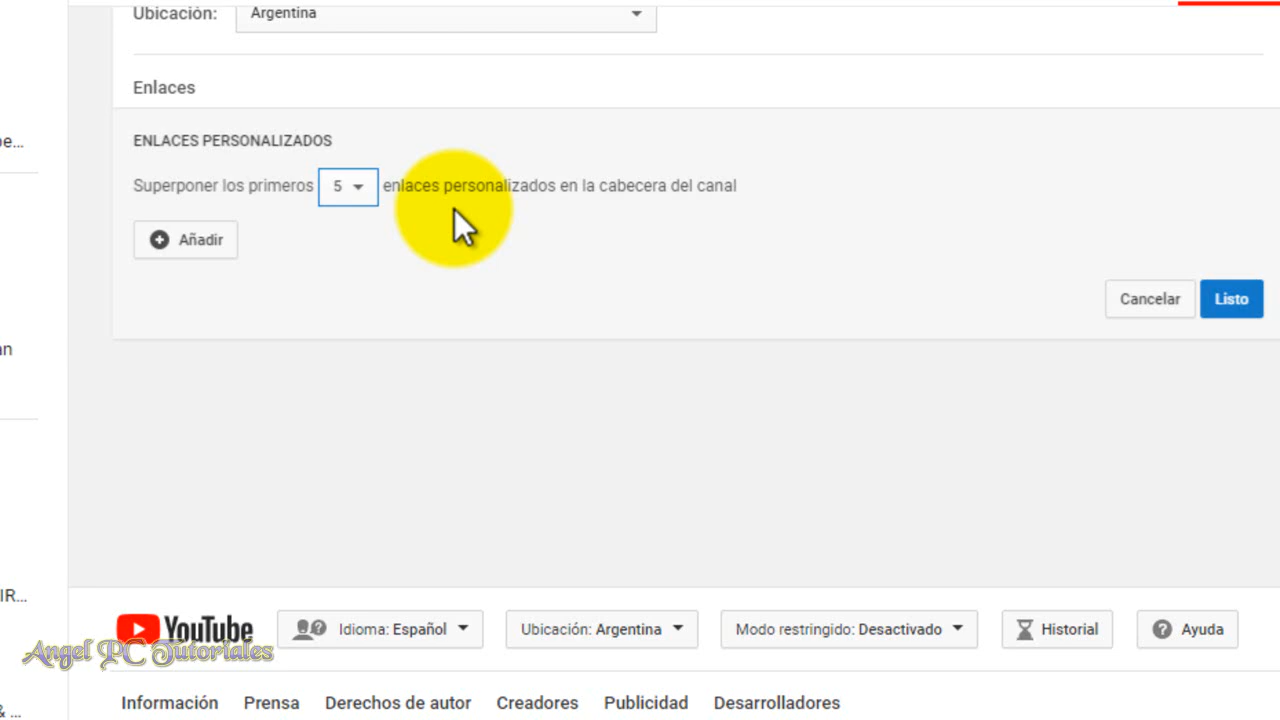 Ubicación: Argentina
Enlaces
ENLACES PERSONALIZADOS
Superponer los primeros 5 enlaces personalizados en la cabecera del canal
Añadir
Cancelar Listo
YouTube Idioma: Español Ubicación: Argentina Modo restringido: Desactivado Historial Ayuda
Angel PC Tutoriales
Información Prensa Derechos de autor Creadores Publicidad Desarrolladores